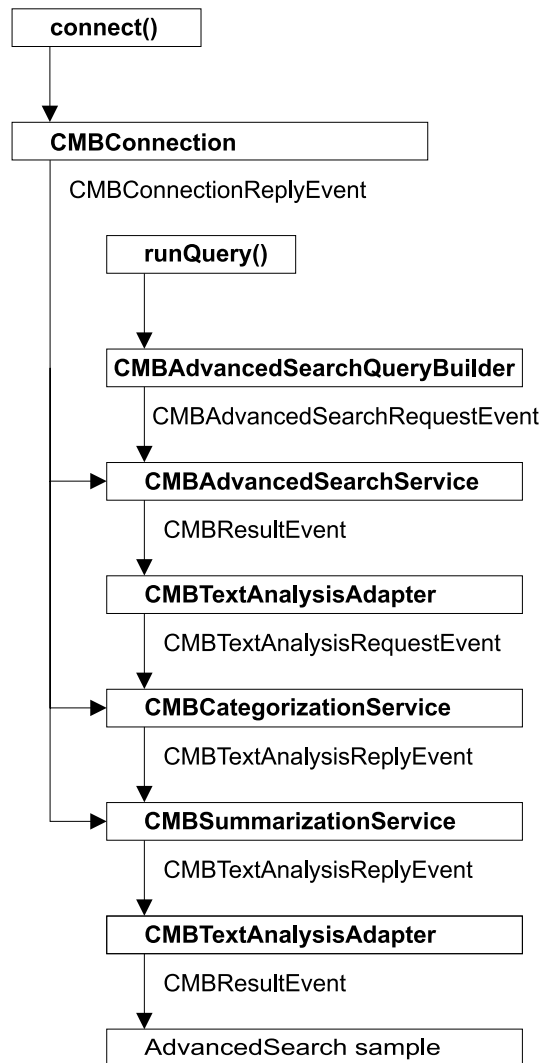 connect()
CMBConnection
CMBConnectionReplyEvent
runQuery()
CMBAdvancedSearchQueryBuilder
CMBAdvancedSearchRequestEvent
CMBAdvancedSearchService
CMBResultEvent
CMBTextAnalysisAdapter
CMBTextAnalysisRequestEvent
CMBCategorizationService
CMBTextAnalysisReplyEvent
CMBSummarizationService
CMBTextAnalysisReplyEvent
CMBTextAnalysisAdapter
CMBResultEvent
AdvancedSearch sample